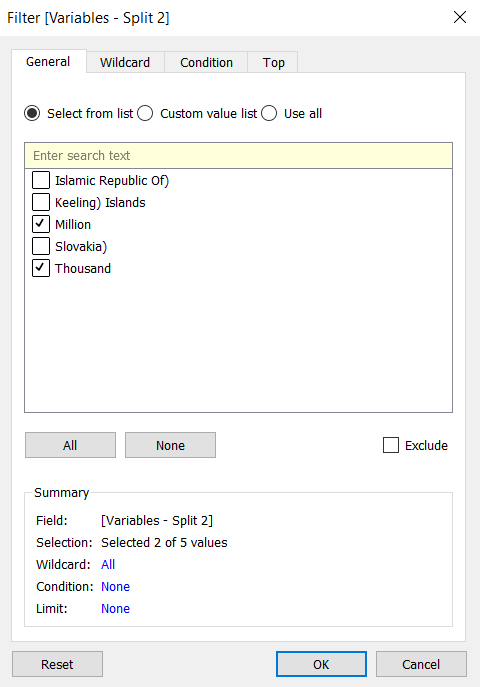 Filter [Variables - Split 2]
General Wildcard Condition Top
Select from list Custom value list Use all
Enter search text
Islamic Republic Of)
Keeling) Islands
Million
Slovakia)
Thousand
All None Exclude
Summary
Field: [Variables - Split 2]
Selection: Selected 2 of 5 values
Wildcard: All
Condition: None
Limit: None
Reset OK Cancel